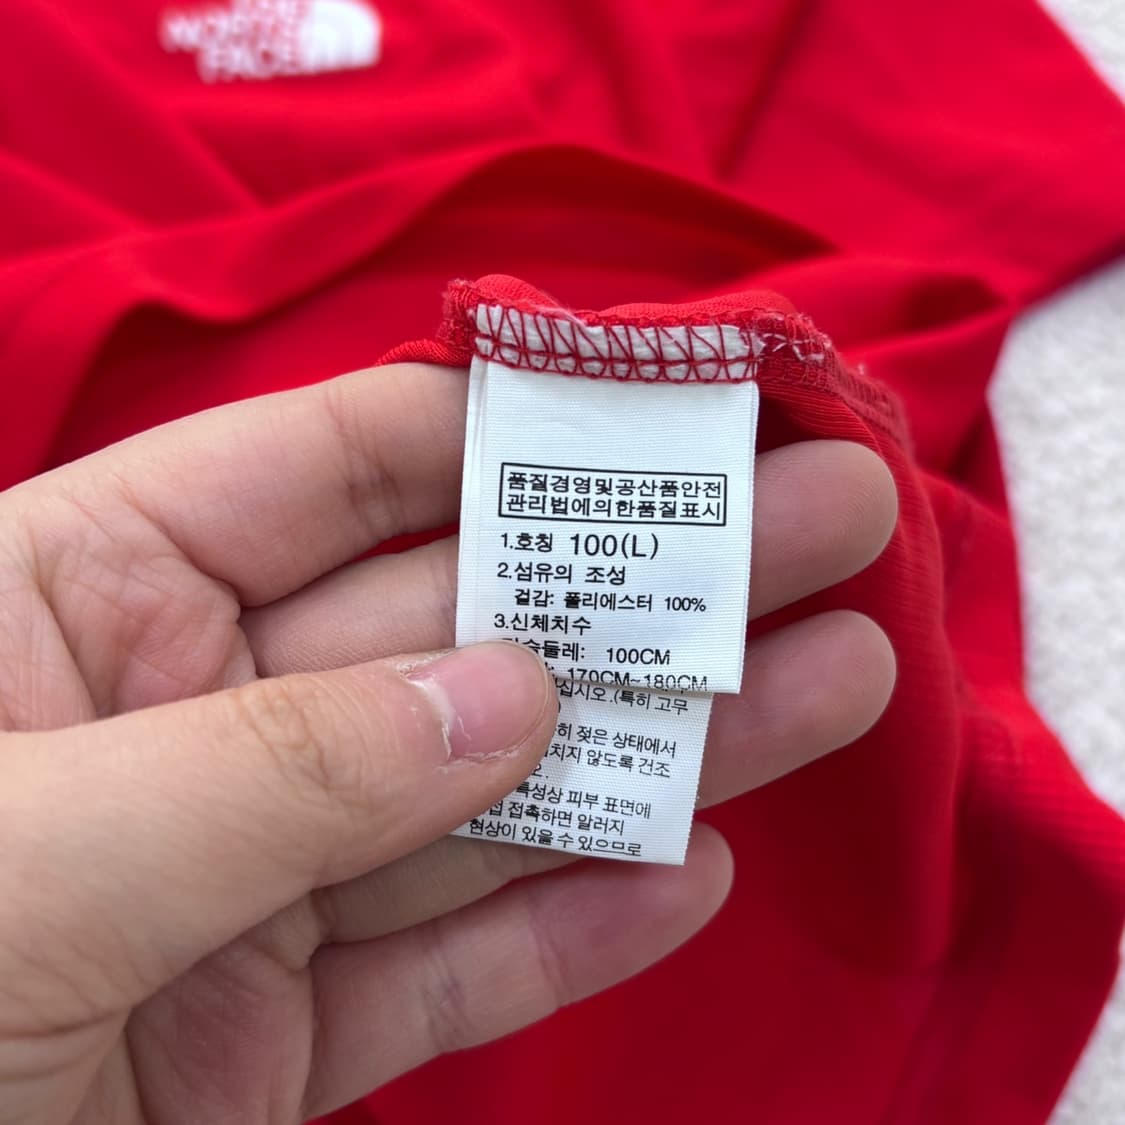 THE
NORTH
FACE
품질경영및공산품안전
관리법에의한품질표시
1.호칭 100(L)
2.섬유의 조성
겉감: 폴리에스터 100%
3.신체치수
가슴둘레: 100CM
170CM~180CM
십시오.(특히 고무
젖은 상태에서
않도록 건조
특성상 피부 표면에
접촉하면 알러지
현상이 있을 수 있으므로